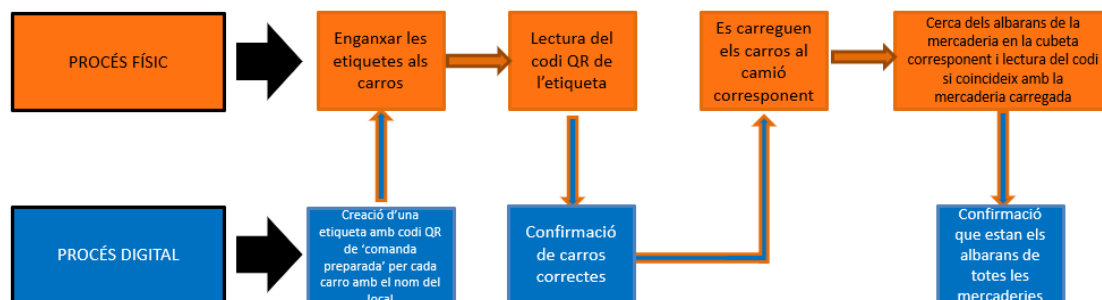 PROCÉS FÍSIC
Enganxar les
etiquetes als
carros
Lectura del
codi QR de
l'etiqueta
Es carreguen
els carros al
camió
corresponent
Cerca dels albarans de la
mercaderia en la cubeta
corresponent i lectura del codi
si coincideix amb la
mercaderia carregada
PROCÉS DIGITAL
Creació d'una
etiqueta amb codi QR
de 'comanda
preparada' per cada
carro amb el nom del
local
Confirmació
de carros
correctes
Confirmació
que estan els
albarans de
totes les
mercaderies